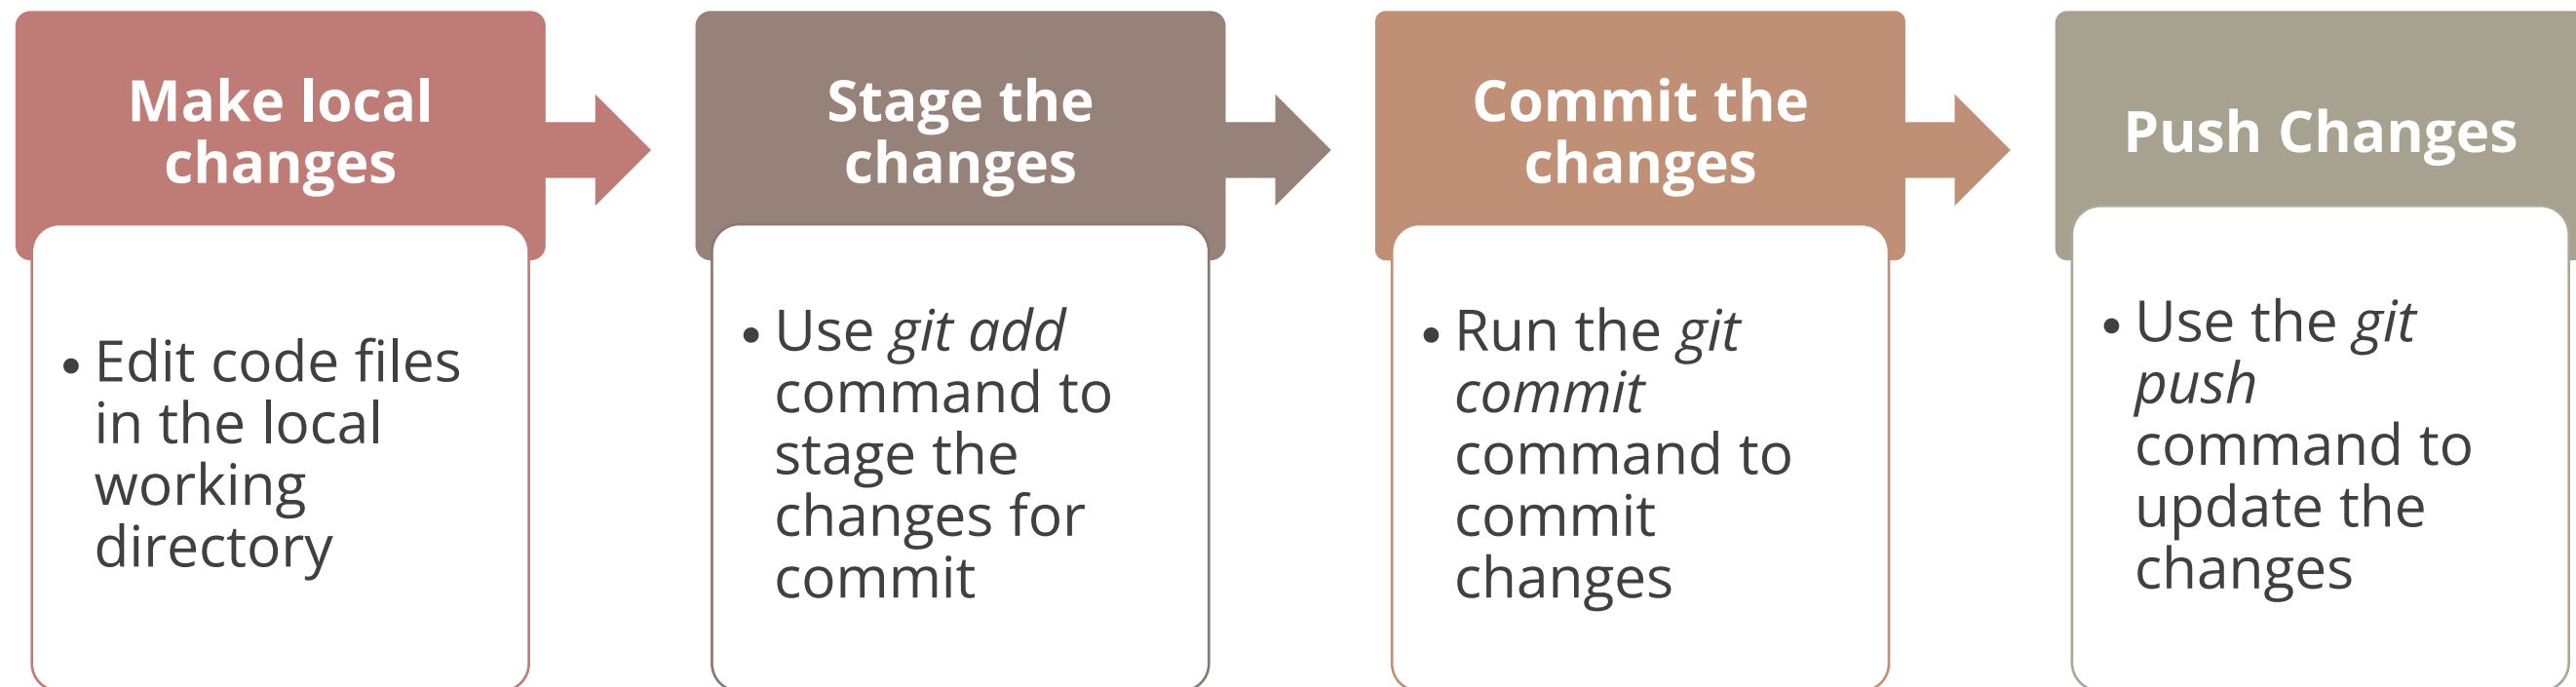 Make local
changes
• Edit code files
in the local
working
directory
Stage the
changes
• Use git add
command to
stage the
changes for
commit
Commit the
changes
• Run the git
commit
command to
commit
changes
Push Changes
• Use the git
push
command to
update the
changes